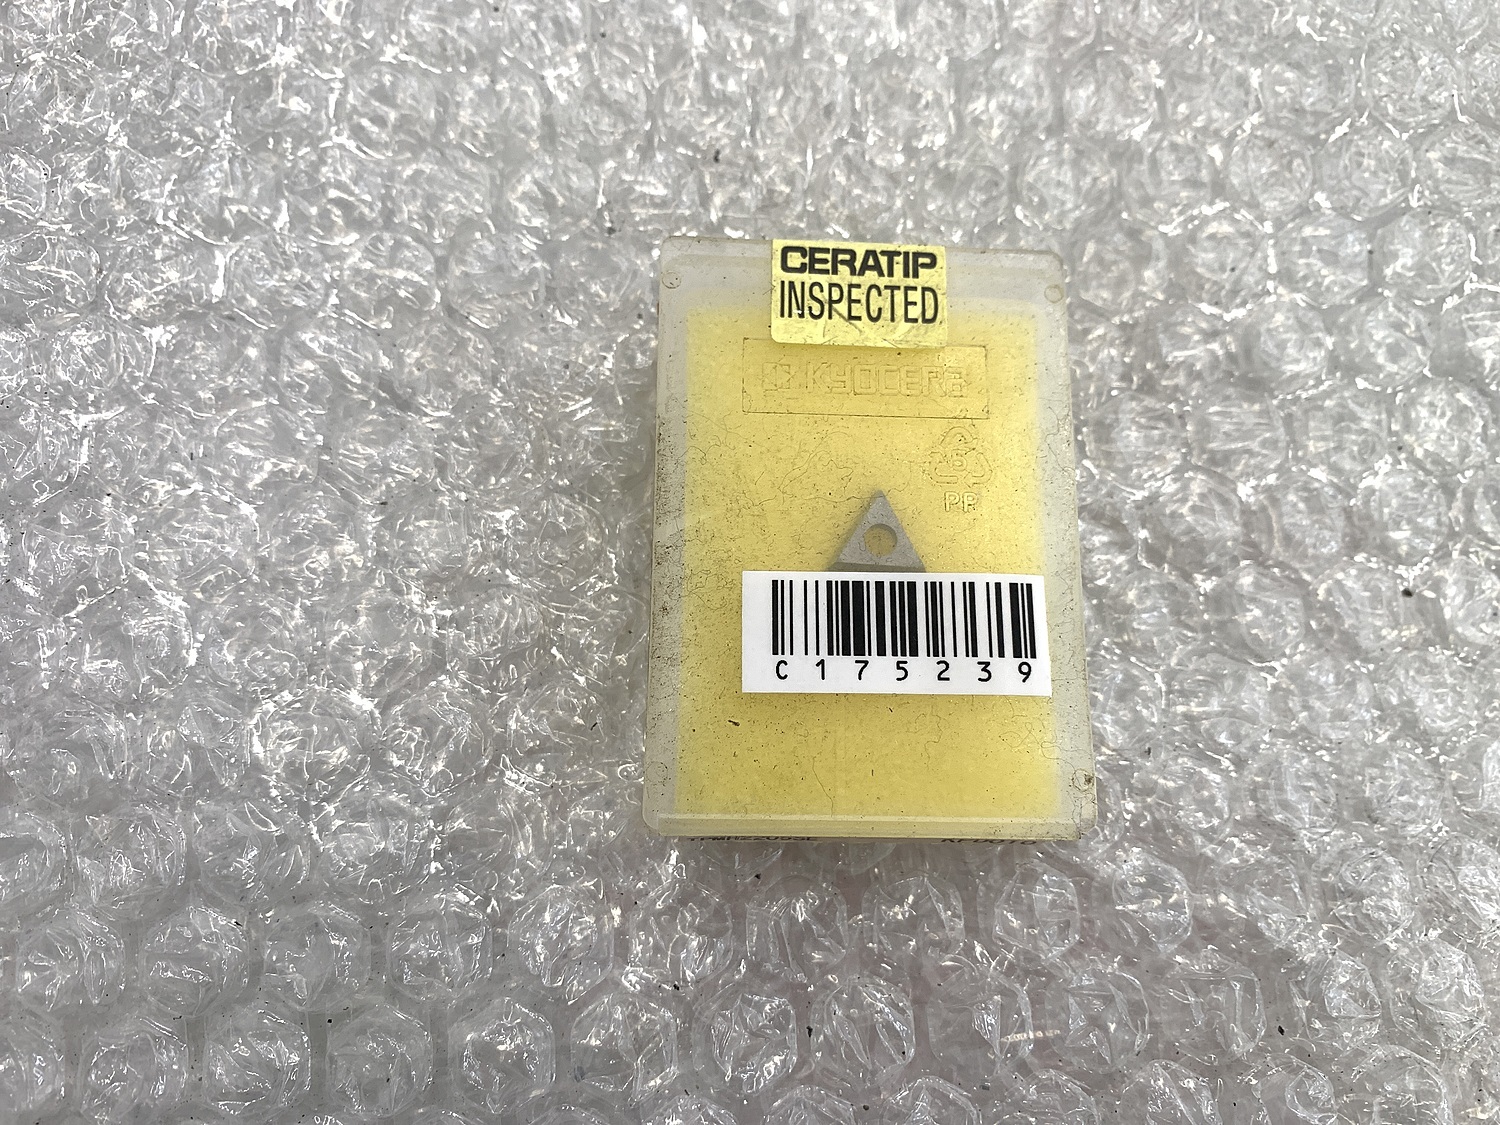 CERATIP
INSPECTED
KYOCERA
PP
C175239